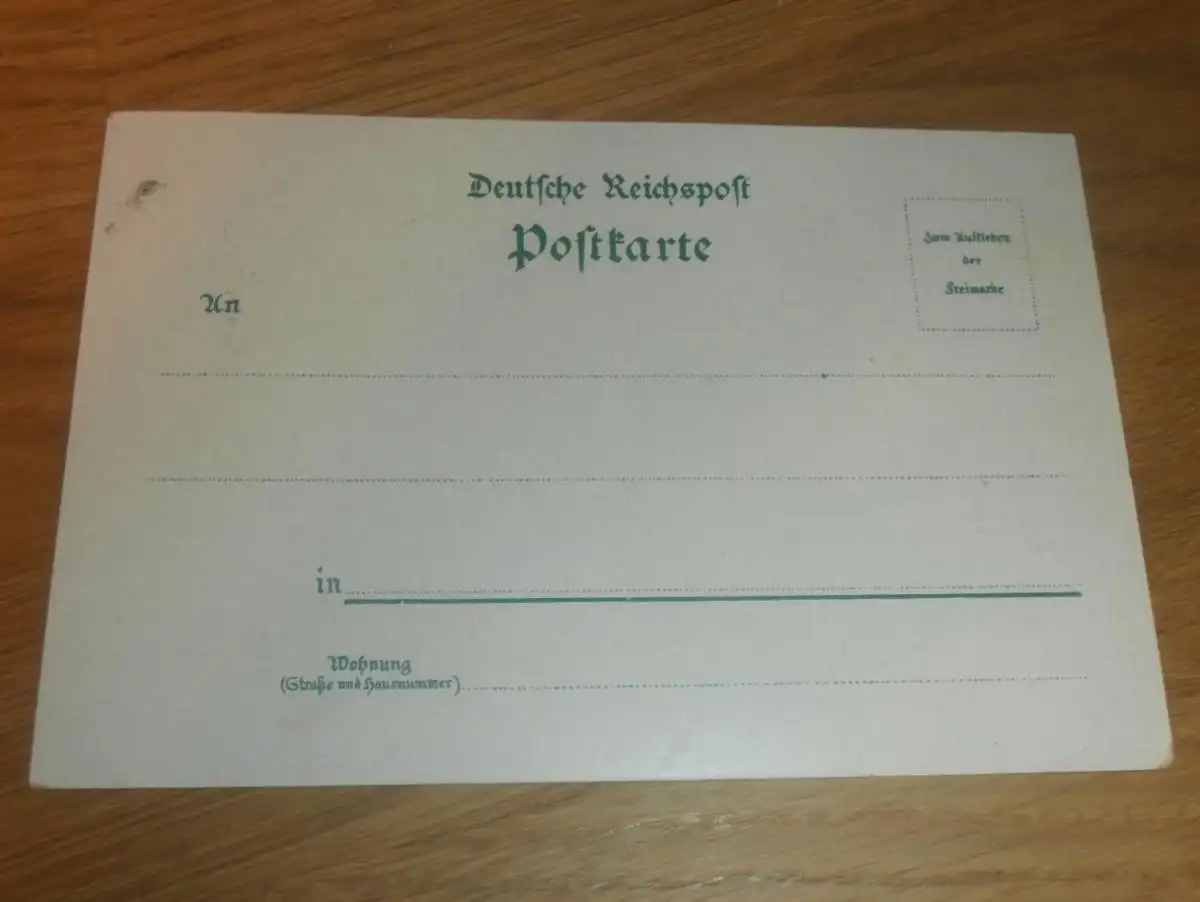 Deutsche Reichspost
Postkarte
Zum Aufkleben
der
Freimarke
An
in
Wohnung
(Straße und Hausnummer)